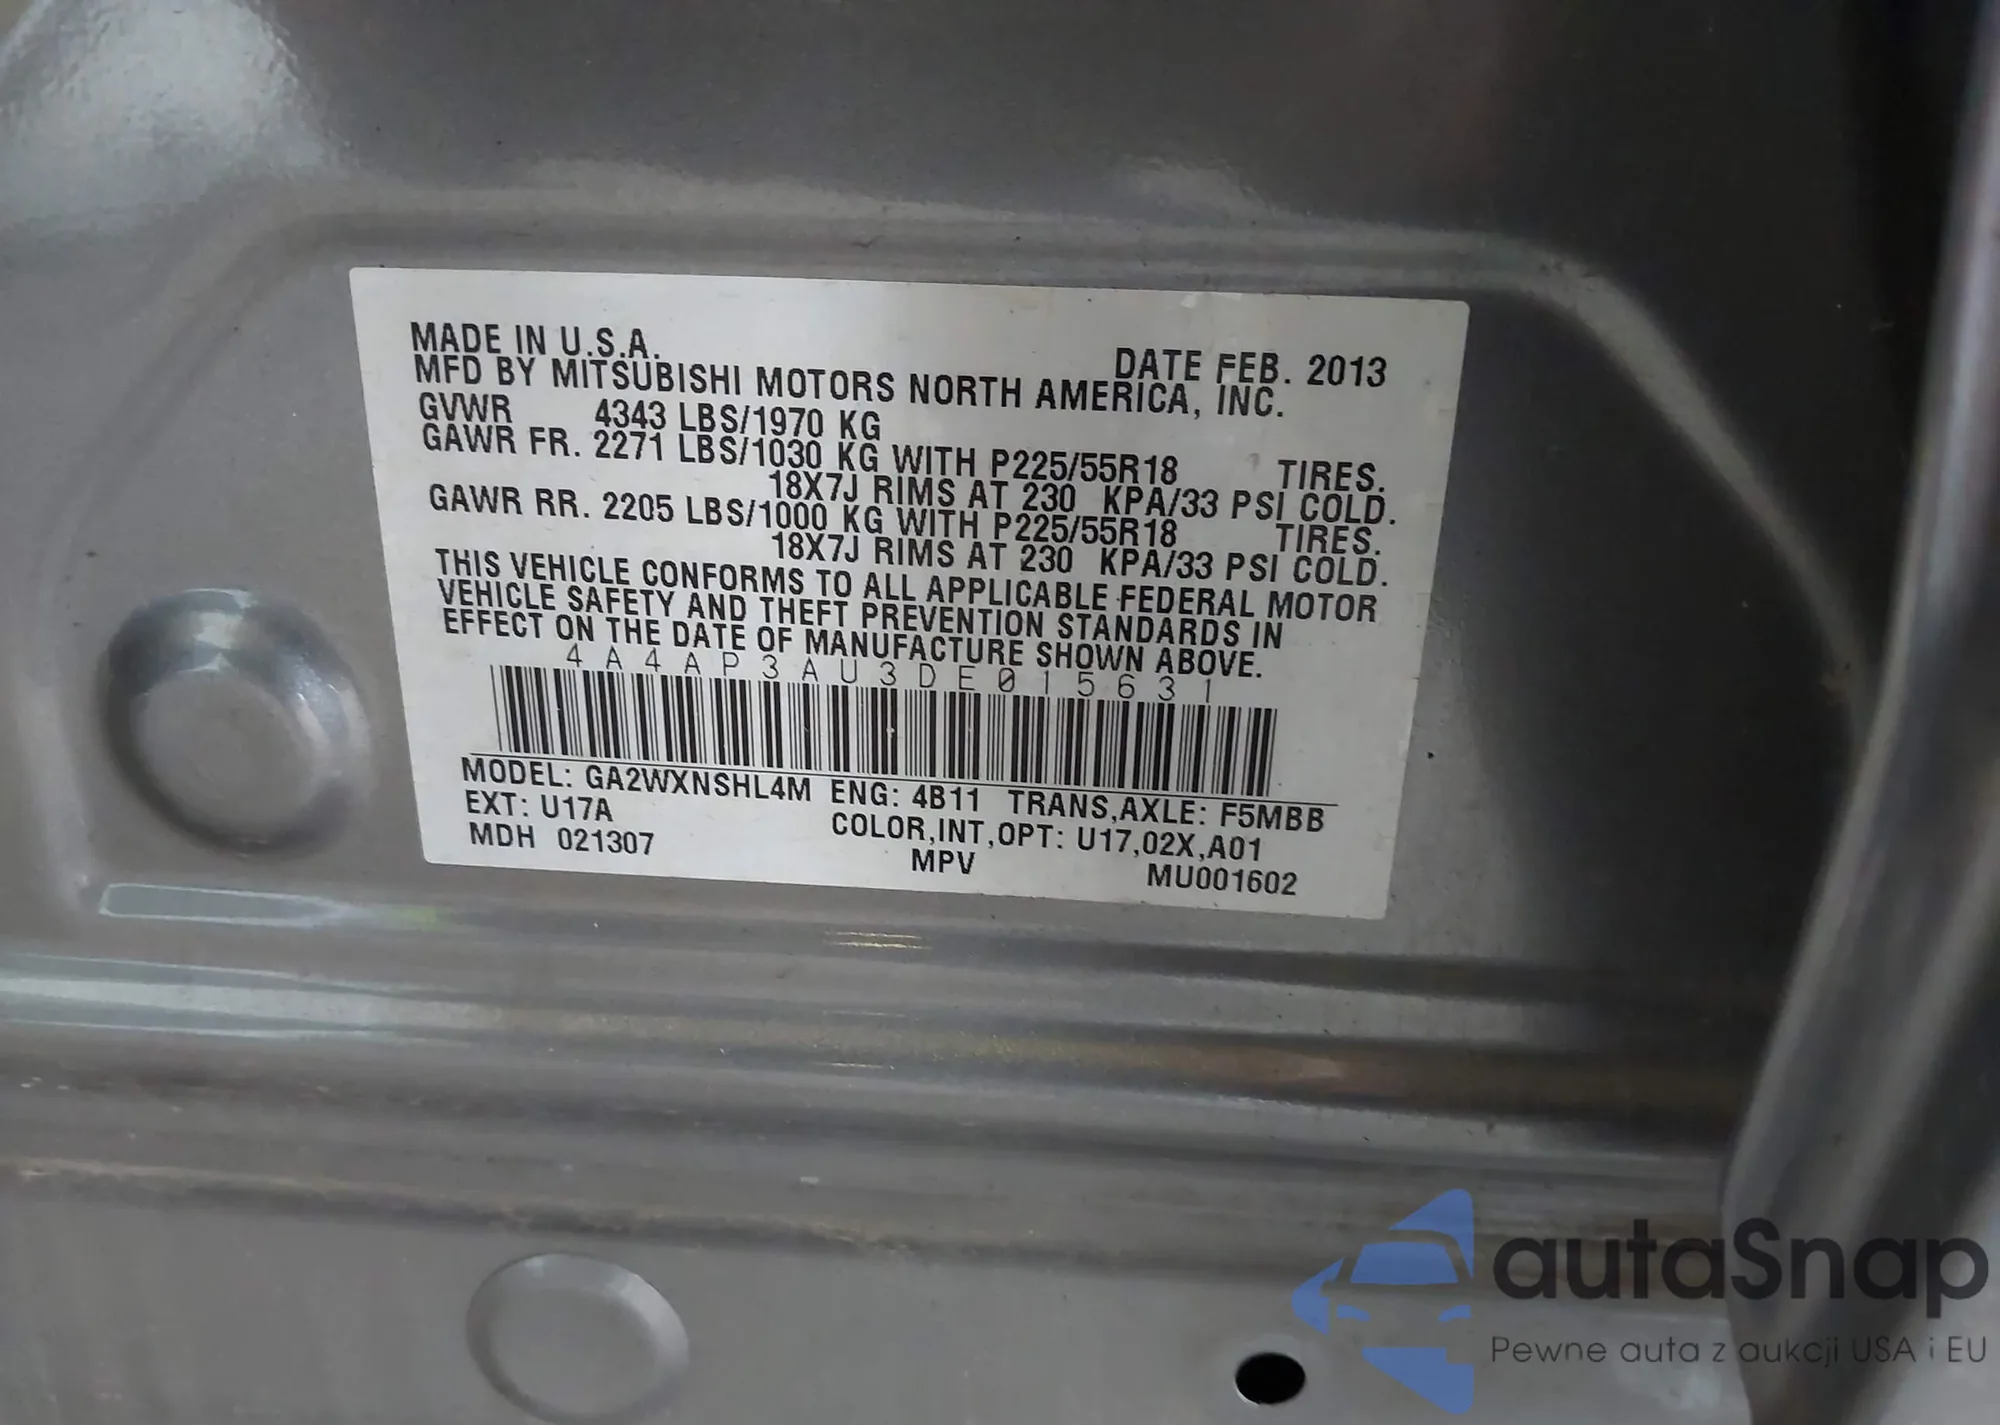 MADE IN U.S.A. DATE FEB. 2013
MFD BY MITSUBISHI MOTORS NORTH AMERICA, INC.
GVWR 4343 LBS/1970 KG
GAWR FR. 2271 LBS/1030 KG WITH P225/55R18 TIRES.
18X7J RIMS AT 230 KPA/33 PSI COLD.
GAWR RR. 2205 LBS/1000 KG WITH P225/55R18 TIRES.
18X7J RIMS AT 230 KPA/33 PSI COLD.
THIS VEHICLE CONFORMS TO ALL APPLICABLE FEDERAL MOTOR
VEHICLE SAFETY AND THEFT PREVENTION STANDARDS IN
EFFECT ON THE DATE OF MANUFACTURE SHOWN ABOVE.
4A4AP3AU3DE015631
MODEL: GA2WXNSHL4M ENG: 4B11 TRANS,AXLE: F5MBB
EXT: U17A COLOR,INT,OPT: U17,02X,A01
MDH 021307 MPV MU001602
autaSnap
Pewne auta z aukcji USA i EU